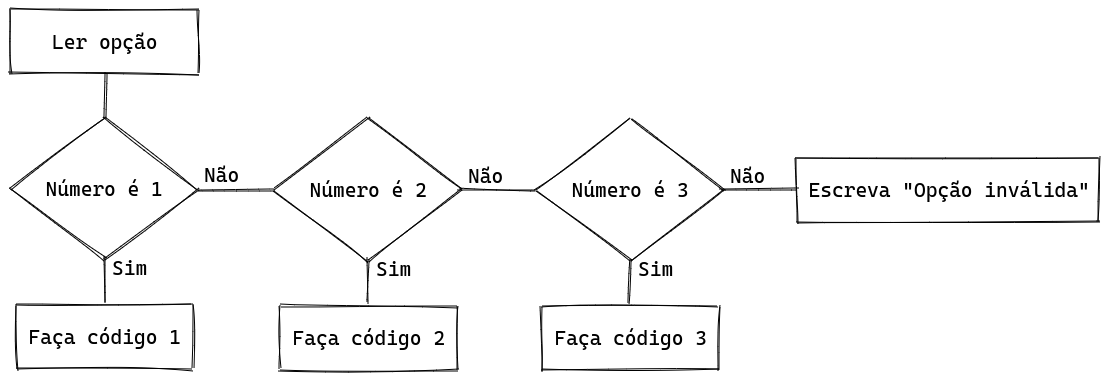 Ler opção
Número é 1
Não
Número é 2
Não
Número é 3
Não
Escreva "Opção inválida"
Sim
Sim
Sim
Faça código 1
Faça código 2
Faça código 3